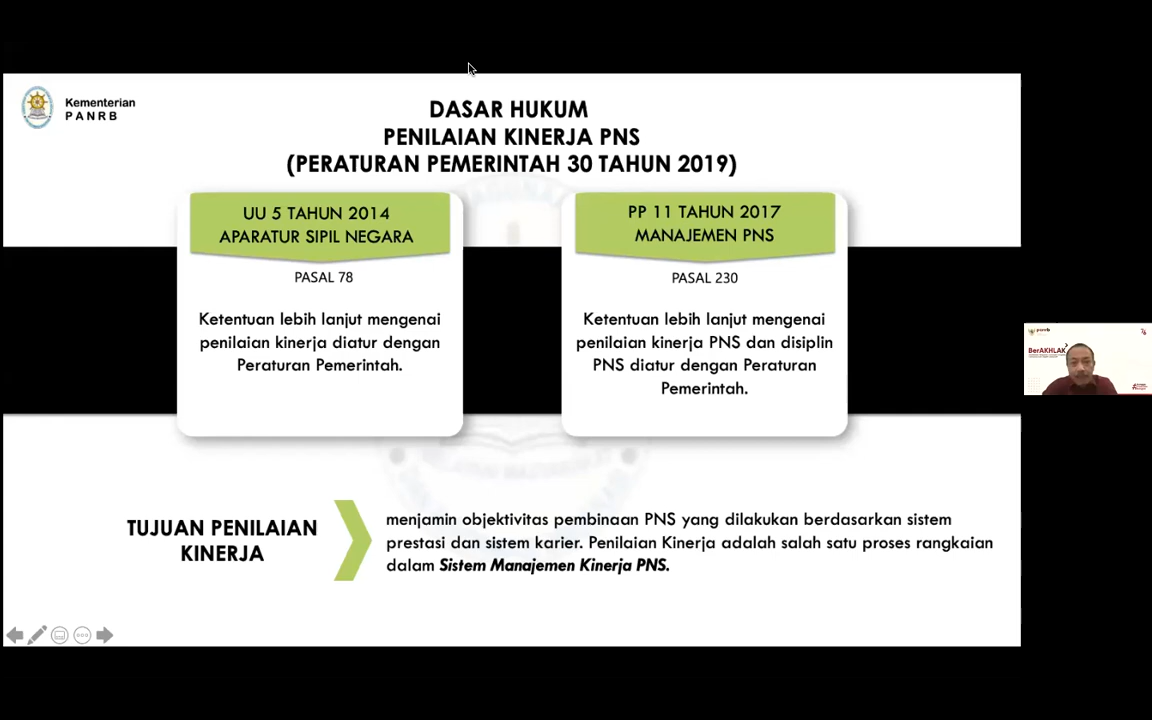 Kementerian
PANRB
DASAR HUKUM
PENILAIAN KINERJA PNS
(PERATURAN PEMERINTAH 30 TAHUN 2019)
UU 5 TAHUN 2014
APARATUR SIPIL NEGARA
PASAL 78
Ketentuan lebih lanjut mengenai
penilaian kinerja diatur dengan
Peraturan Pemerintah.
PP 11 TAHUN 2017
MANAJEMEN PNS
PASAL 230
Ketentuan lebih lanjut mengenai
penilaian kinerja PNS dan disiplin
PNS diatur dengan Peraturan
Pemerintah.
TUJUAN PENILAIAN
KINERJA
menjamin objektivitas pembinaan PNS yang dilakukan berdasarkan sistem
prestasi dan sistem karier. Penilaian Kinerja adalah salah satu proses rangkaian
dalam Sistem Manajemen Kinerja PNS.
panrb
BerAKHLAK